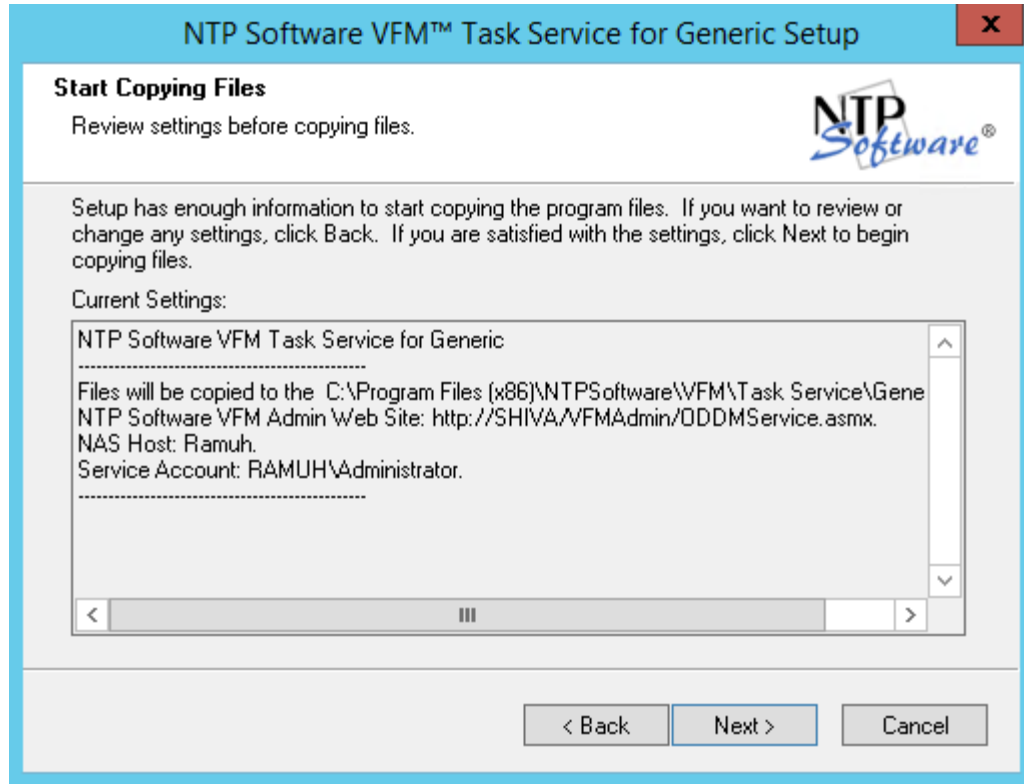 NTP Software VFM™ Task Service for Generic Setup
x
Start Copying Files
Review settings before copying files.
NTP
Software®
Setup has enough information to start copying the program files.  If you want to review or
change any settings, click Back.  If you are satisfied with the settings, click Next to begin
copying files.
Current Settings:
NTP Software VFM Task Service for Generic
------------------------------------------------
Files will be copied to the  C:\Program Files (x86)\NTPSoftware\VFM\Task Service\Gene
NTP Software VFM Admin Web Site: http://SHIVA/VFMAdmin/ODDMService.asmx.
NAS Host: Ramuh.
Service Account: RAMUH\Administrator.
------------------------------------------------
< Back
Next >
Cancel